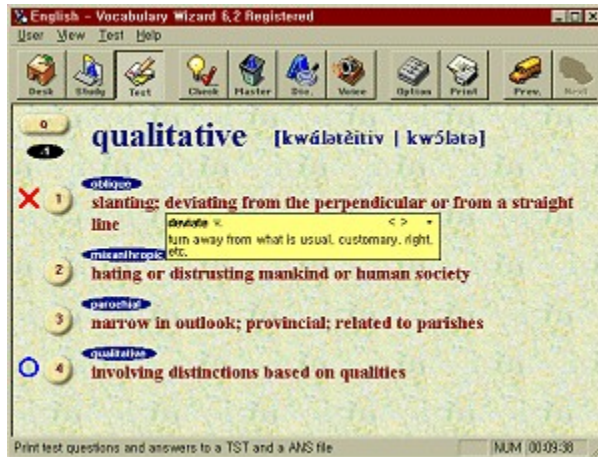 English - Vocabulary Wizard 6,2 Registered
User View Test Help
Desk Study Test Check Master Dic. Voice Option Print Prev. Next
Q
-1
qualitative [kwálətèitiv | kwɔ́lətə]
oblique
1 slanting; deviating from the perpendicular or from a straight
line
deviate v. < >
turn away from what is usual, customary, right,
etc.
misanthropic
2 hating or distrusting mankind or human society
parochial
3 narrow in outlook; provincial; related to parishes
qualitative
4 involving distinctions based on qualities
Print test questions and answers to a TST and a ANS file NUM 00:09:38